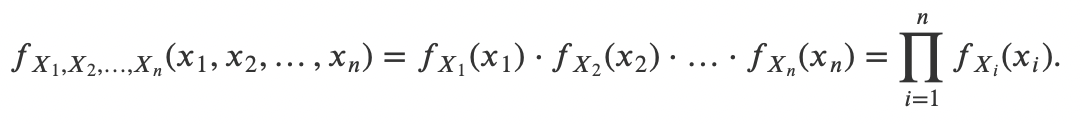 f_{X_1,X_2,…,X_n}(x_1, x_2, … , x_n) = f_{X_1}(x_1) · f_{X_2}(x_2) · … · f_{X_n}(x_n) = \prod_{i=1}^{n} f_{X_i}(x_i).